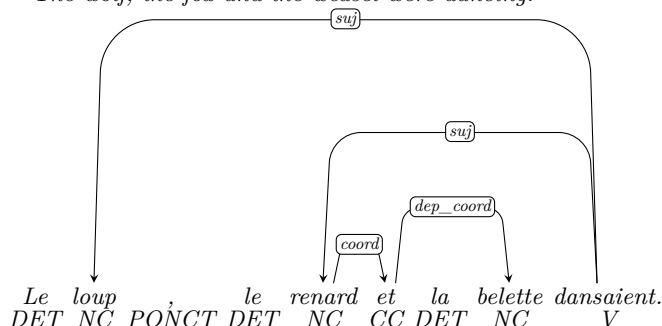 The wolf, the fox and the weasel were dancing.
suj
suj
dep_coord
coord
Le loup , le renard et la belette dansaient.
DET NC PONCT DET NC CC DET NC V